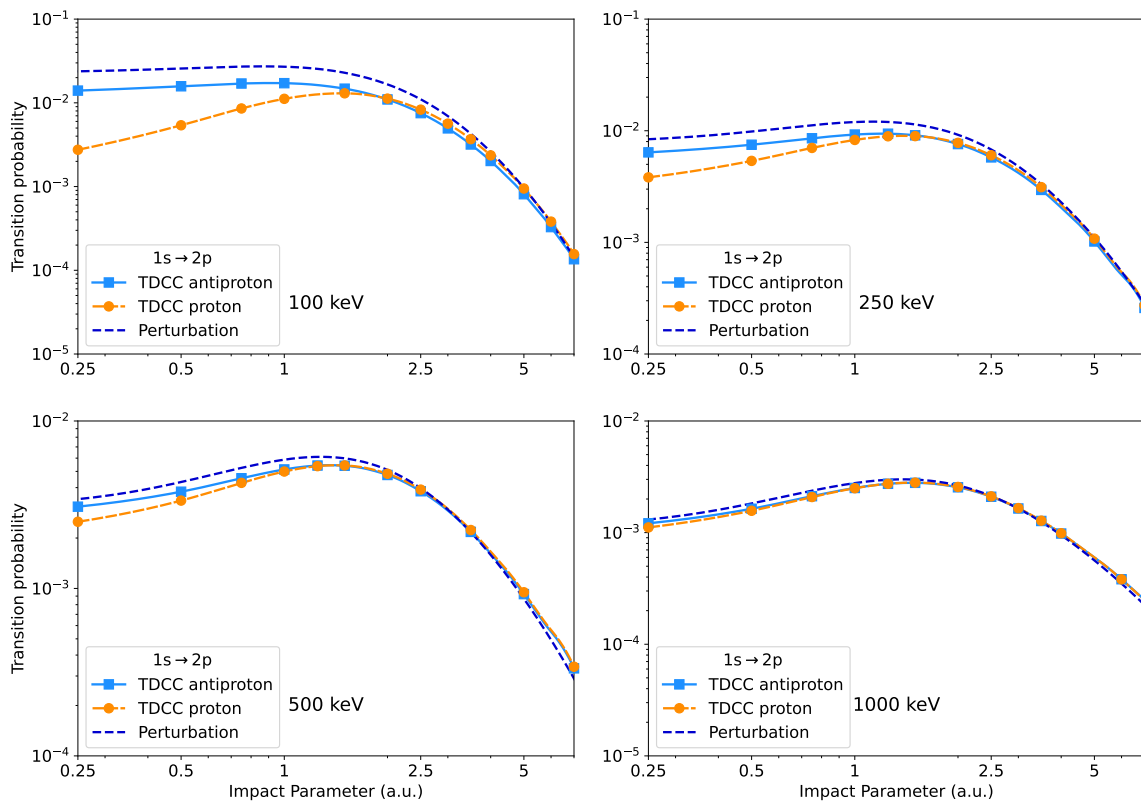 10⁻¹
10⁻²
10⁻³
10⁻⁴
10⁻⁵
Transition probability
0.25 0.5 1 2.5 5
1s→2p
TDCC antiproton
TDCC proton
Perturbation
100 keV
10⁻¹
10⁻²
10⁻³
10⁻⁴
0.25 0.5 1 2.5 5
1s→2p
TDCC antiproton
TDCC proton
Perturbation
250 keV
10⁻²
10⁻³
10⁻⁴
Transition probability
0.25 0.5 1 2.5 5
Impact Parameter (a.u.)
1s→2p
TDCC antiproton
TDCC proton
Perturbation
500 keV
10⁻²
10⁻³
10⁻⁴
10⁻⁵
0.25 0.5 1 2.5 5
Impact Parameter (a.u.)
1s→2p
TDCC antiproton
TDCC proton
Perturbation
1000 keV